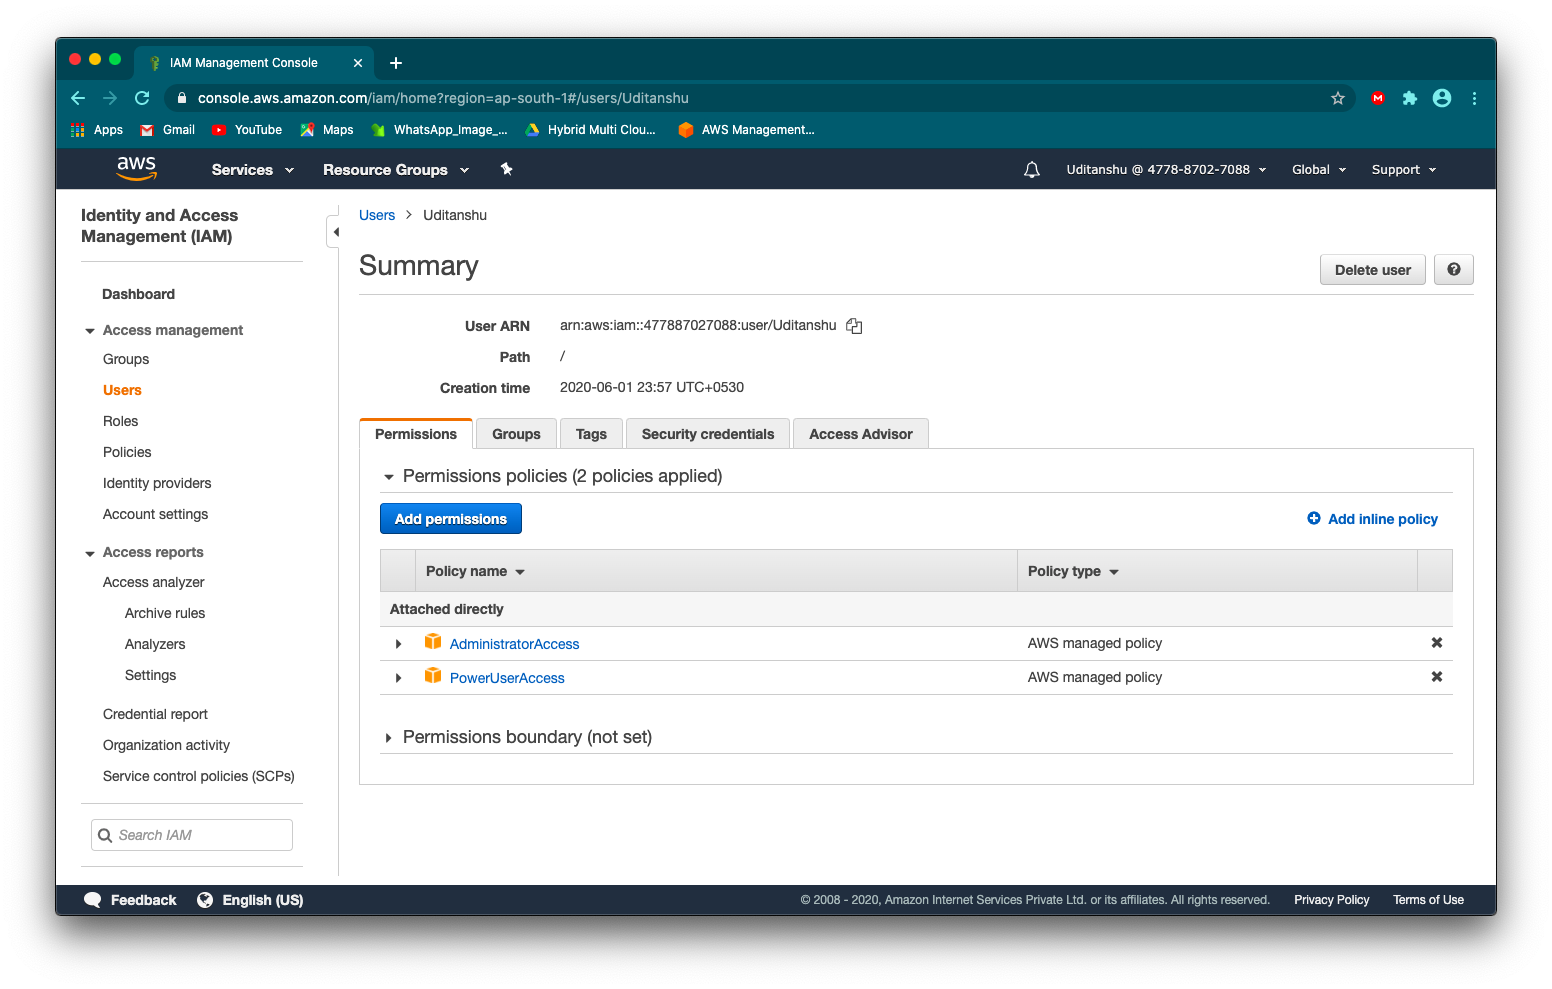 IAM Management Console
console.aws.amazon.com/iam/home?region=ap-south-1#/users/Uditanshu
Apps Gmail YouTube Maps WhatsApp_Image_... Hybrid Multi Clou... AWS Management...
aws Services Resource Groups Uditanshu @ 4778-8702-7088 Global Support
Identity and Access
Management (IAM)
Dashboard
Access management
Groups
Users
Roles
Policies
Identity providers
Account settings
Access reports
Access analyzer
Archive rules
Analyzers
Settings
Credential report
Organization activity
Service control policies (SCPs)
Search IAM
Users > Uditanshu
Summary
Delete user
User ARN arn:aws:iam::477887027088:user/Uditanshu
Path /
Creation time 2020-06-01 23:57 UTC+0530
Permissions Groups Tags Security credentials Access Advisor
Permissions policies (2 policies applied)
Add permissions Add inline policy
Policy name Policy type
Attached directly
AdministratorAccess AWS managed policy
PowerUserAccess AWS managed policy
Permissions boundary (not set)
Feedback English (US) © 2008 - 2020, Amazon Internet Services Private Ltd. or its affiliates. All rights reserved. Privacy Policy Terms of Use